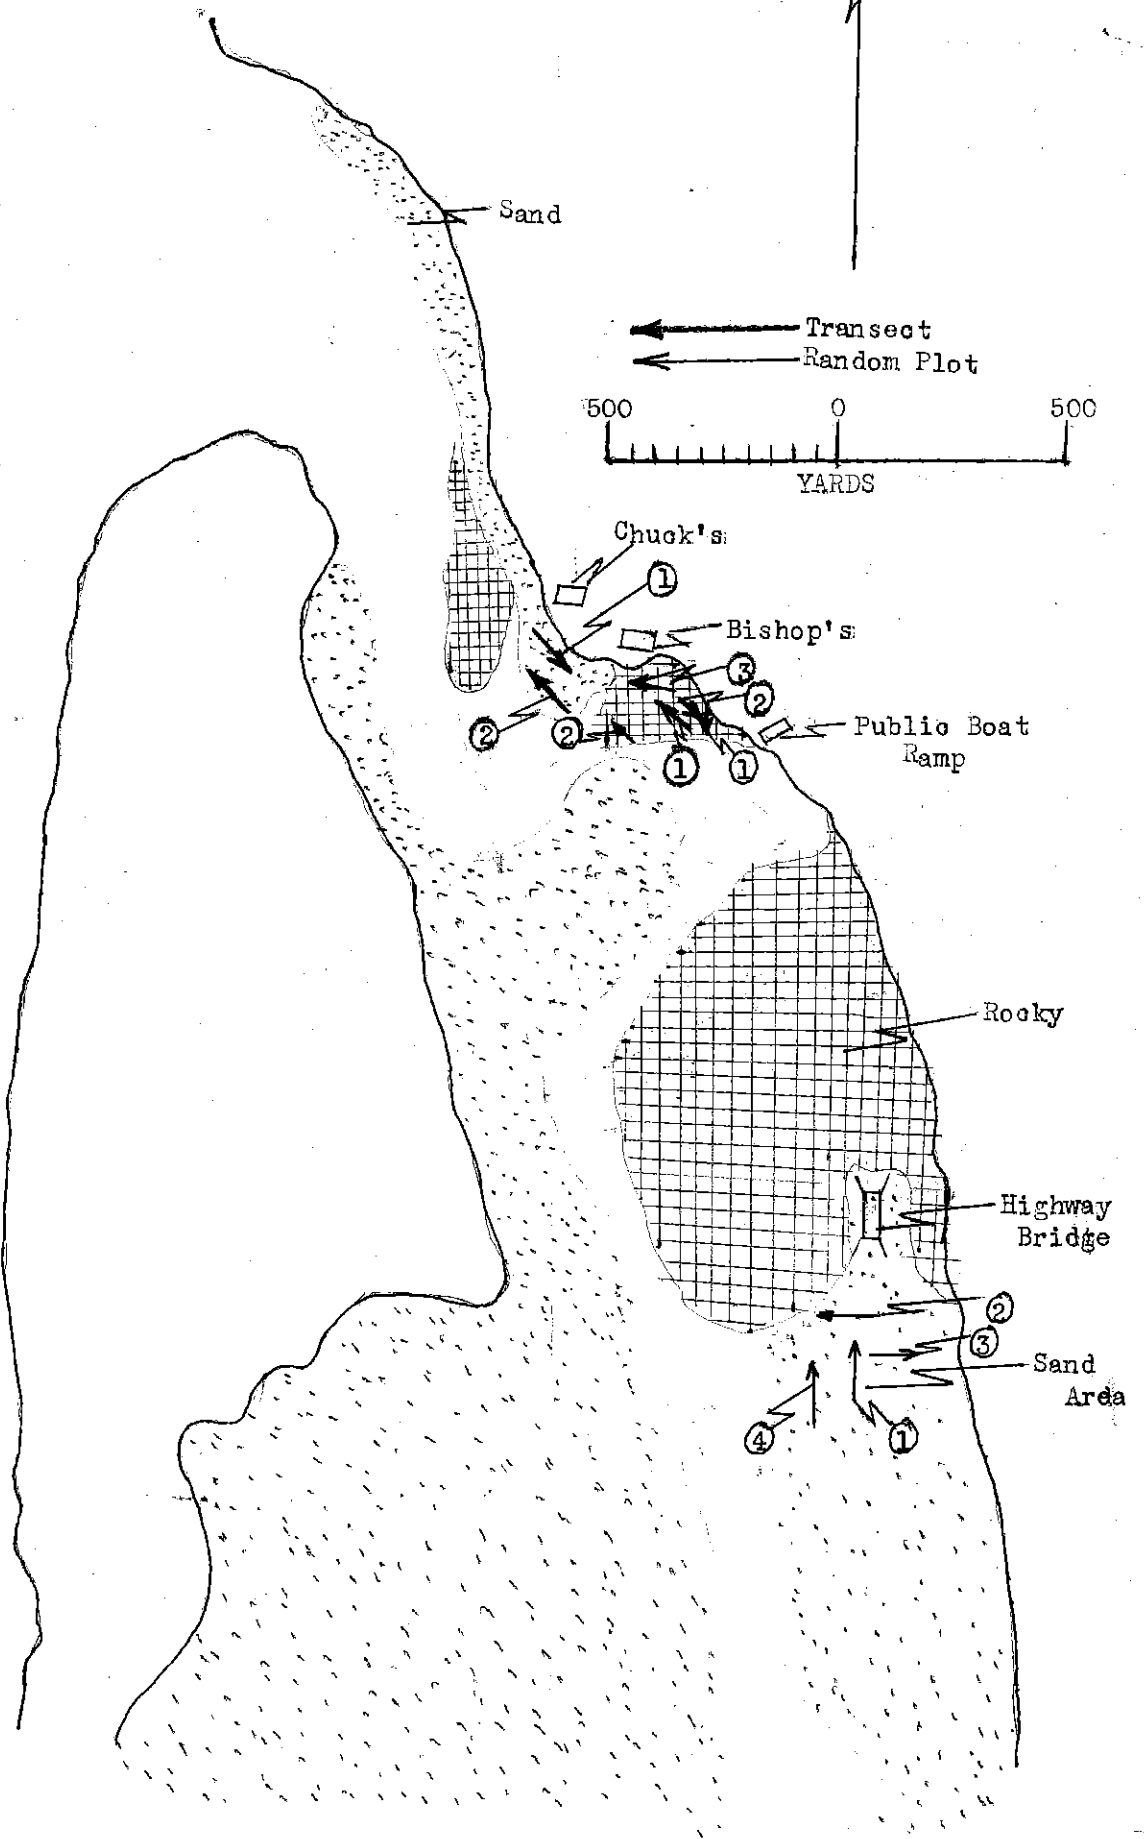 Sand
Transect
Random Plot
500 0 500
YARDS
Chuck's
1
Bishop's
3
2
2
2
Public Boat
Ramp
1
1
Rocky
Highway
Bridge
2
3
Sand
Area
4
1